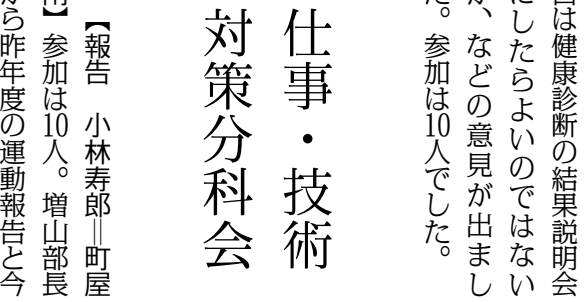 は健康診断の結果説明会
にしたらよいのではない
か、などの意見が出まし
た。参加は10人でした。
仕事・技術
対策分科会
【報告　小林寿郎＝町屋
】参加は10人。増山部長
から昨年度の運動報告と今